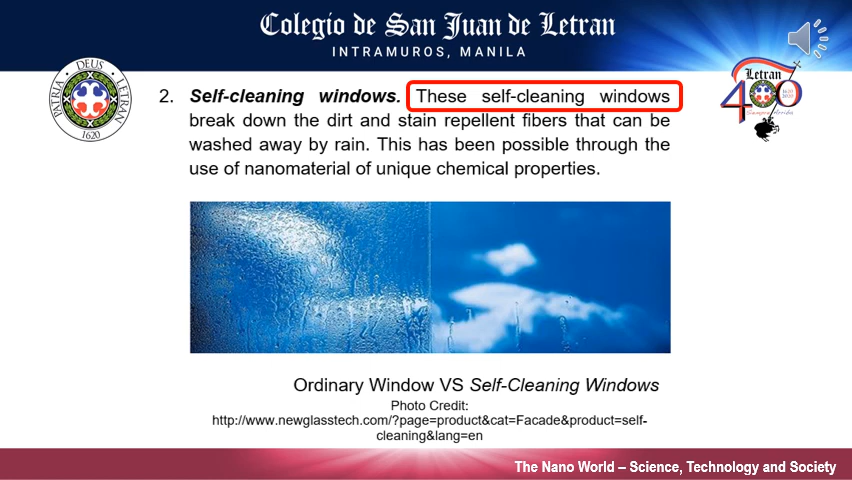 Colegio de San Juan de Letran
INTRAMUROS, MANILA
DEUS
PATRIA
LETRAN
1620
Letran
400
2. Self-cleaning windows. These self-cleaning windows
break down the dirt and stain repellent fibers that can be
washed away by rain. This has been possible through the
use of nanomaterial of unique chemical properties.
Ordinary Window VS Self-Cleaning Windows
Photo Credit:
http://www.newglasstech.com/?page=product&cat=Facade&product=self-
cleaning&lang=en
The Nano World – Science, Technology and Society